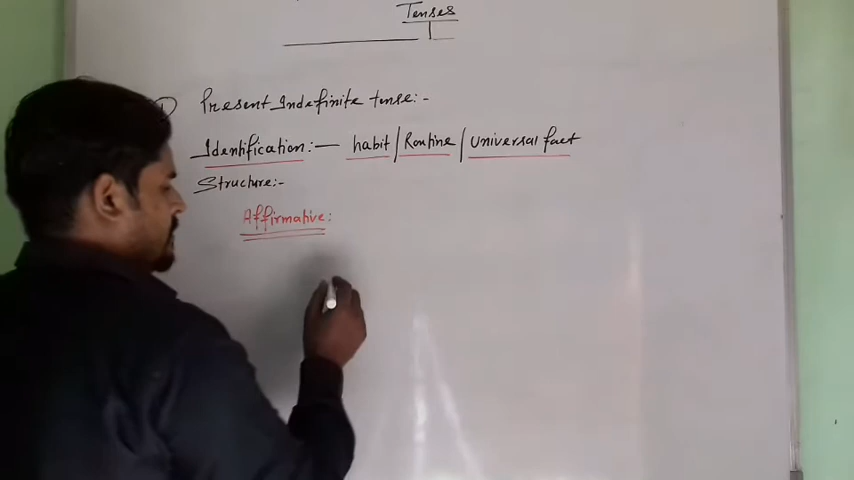 Tenses
① Present Indefinite tense:-
Identification:— habit/Routine/Universal fact
Structure:-
Affirmative: